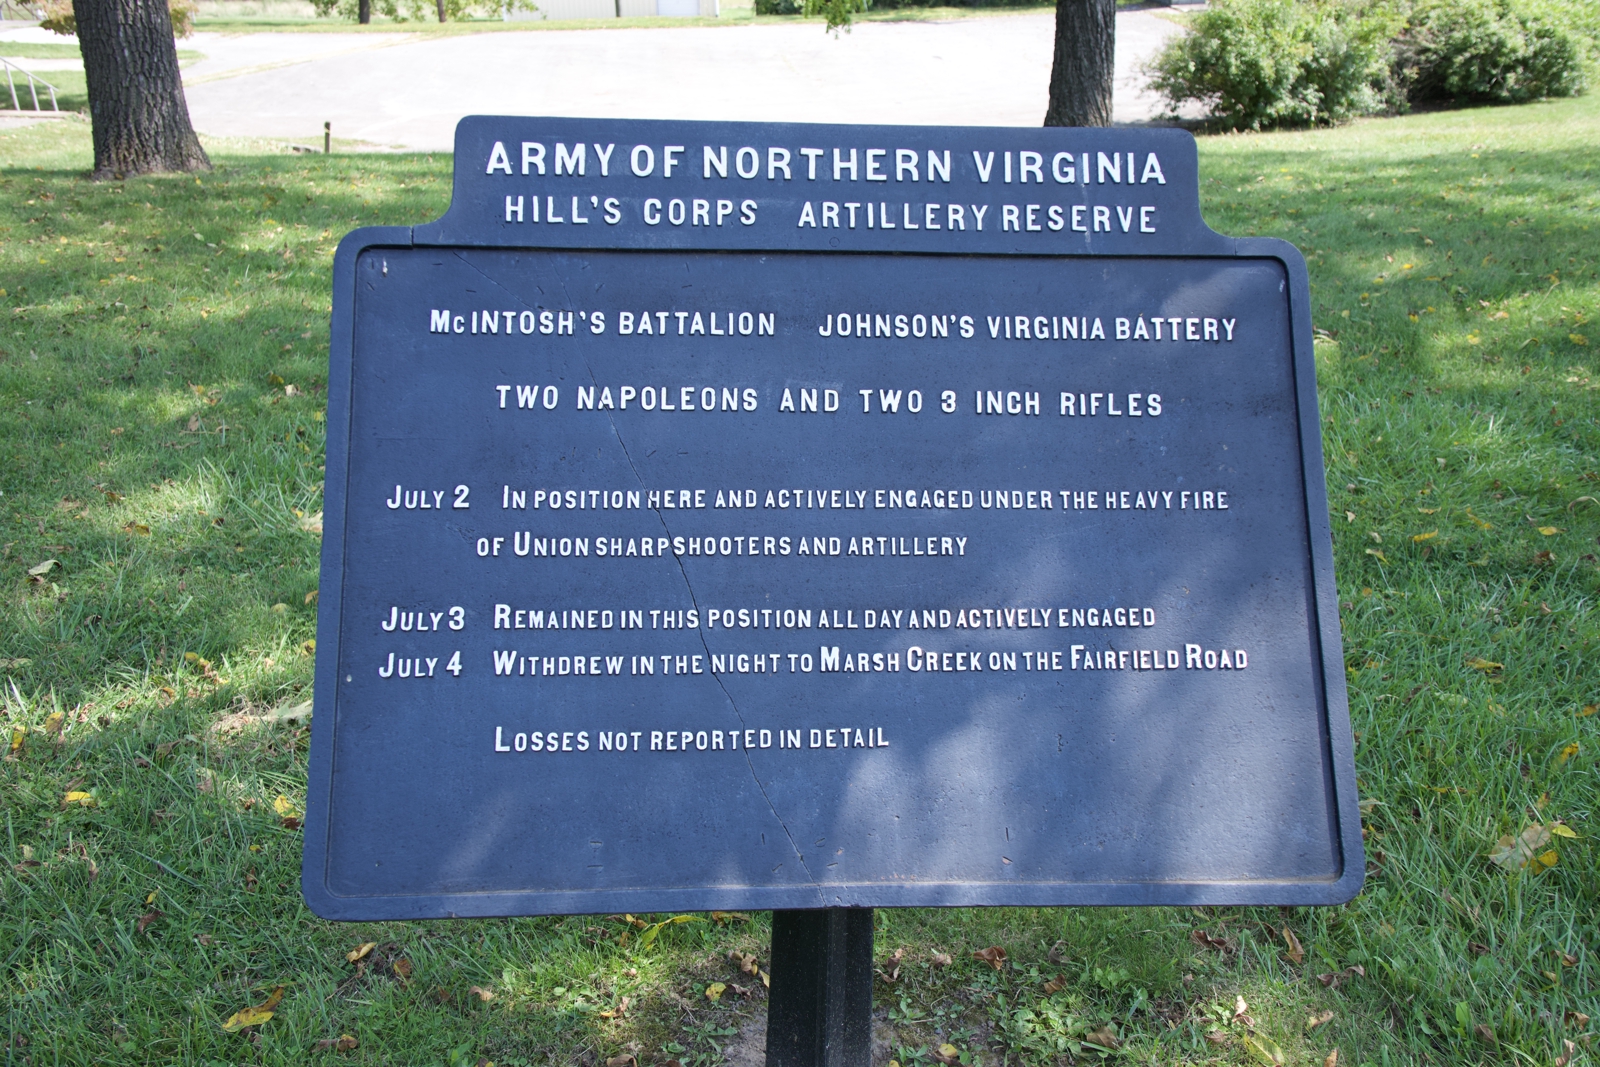 ARMY OF NORTHERN VIRGINIA
HILL'S CORPS ARTILLERY RESERVE
McINTOSH'S BATTALION JOHNSON'S VIRGINIA BATTERY
TWO NAPOLEONS AND TWO 3 INCH RIFLES
JULY 2 IN POSITION HERE AND ACTIVELY ENGAGED UNDER THE HEAVY FIRE
OF UNION SHARPSHOOTERS AND ARTILLERY
JULY 3 REMAINED IN THIS POSITION ALL DAY AND ACTIVELY ENGAGED
JULY 4 WITHDREW IN THE NIGHT TO MARSH CREEK ON THE FAIRFIELD ROAD
LOSSES NOT REPORTED IN DETAIL